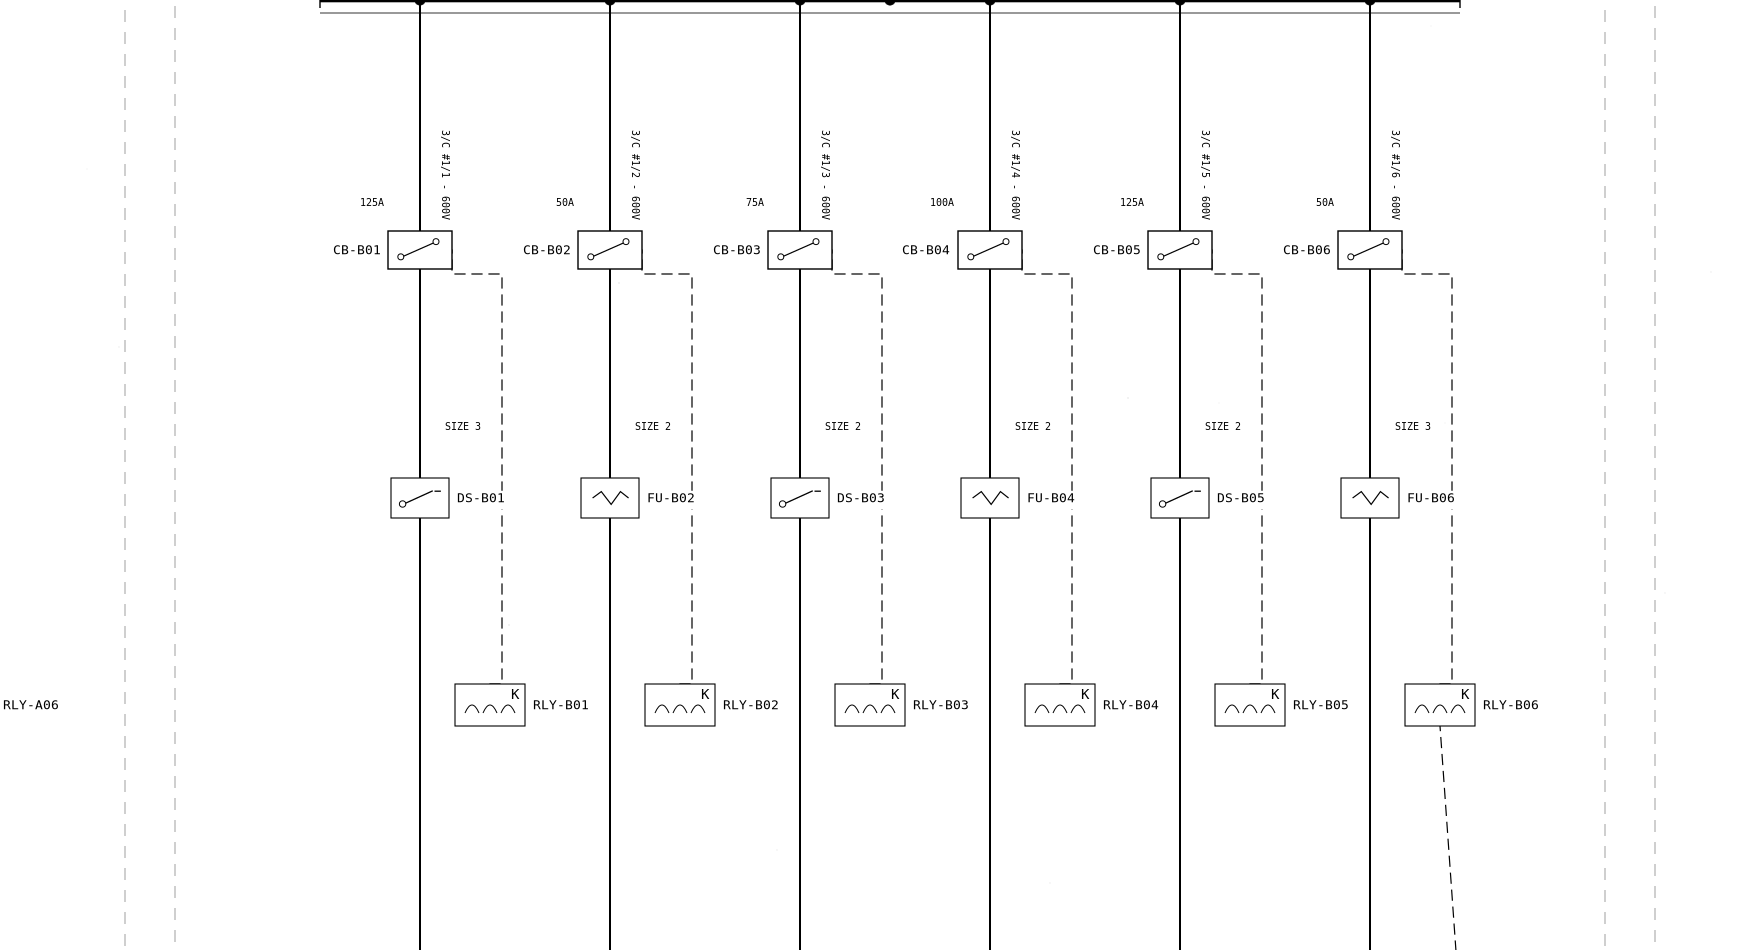 3/C #1/1 - 600V
3/C #1/2 - 600V
3/C #1/3 - 600V
3/C #1/4 - 600V
3/C #1/5 - 600V
3/C #1/6 - 600V
125A
50A
75A
100A
125A
50A
CB-B01
CB-B02
CB-B03
CB-B04
CB-B05
CB-B06
SIZE 3
SIZE 2
SIZE 2
SIZE 2
SIZE 2
SIZE 3
DS-B01
FU-B02
DS-B03
FU-B04
DS-B05
FU-B06
K
K
K
K
K
K
RLY-A06
RLY-B01
RLY-B02
RLY-B03
RLY-B04
RLY-B05
RLY-B06